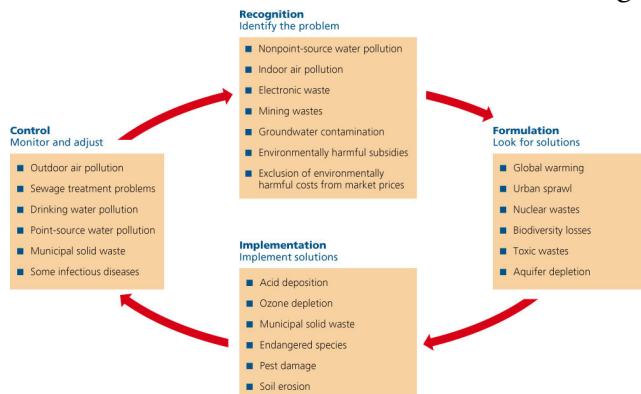 g
Recognition
Identify the problem
Nonpoint-source water pollution
Indoor air pollution
Electronic waste
Mining wastes
Groundwater contamination
Environmentally harmful subsidies
Exclusion of environmentally
harmful costs from market prices
Control
Monitor and adjust
Outdoor air pollution
Sewage treatment problems
Drinking water pollution
Point-source water pollution
Municipal solid waste
Some infectious diseases
Formulation
Look for solutions
Global warming
Urban sprawl
Nuclear wastes
Biodiversity losses
Toxic wastes
Aquifer depletion
Implementation
Implement solutions
Acid deposition
Ozone depletion
Municipal solid waste
Endangered species
Pest damage
Soil erosion